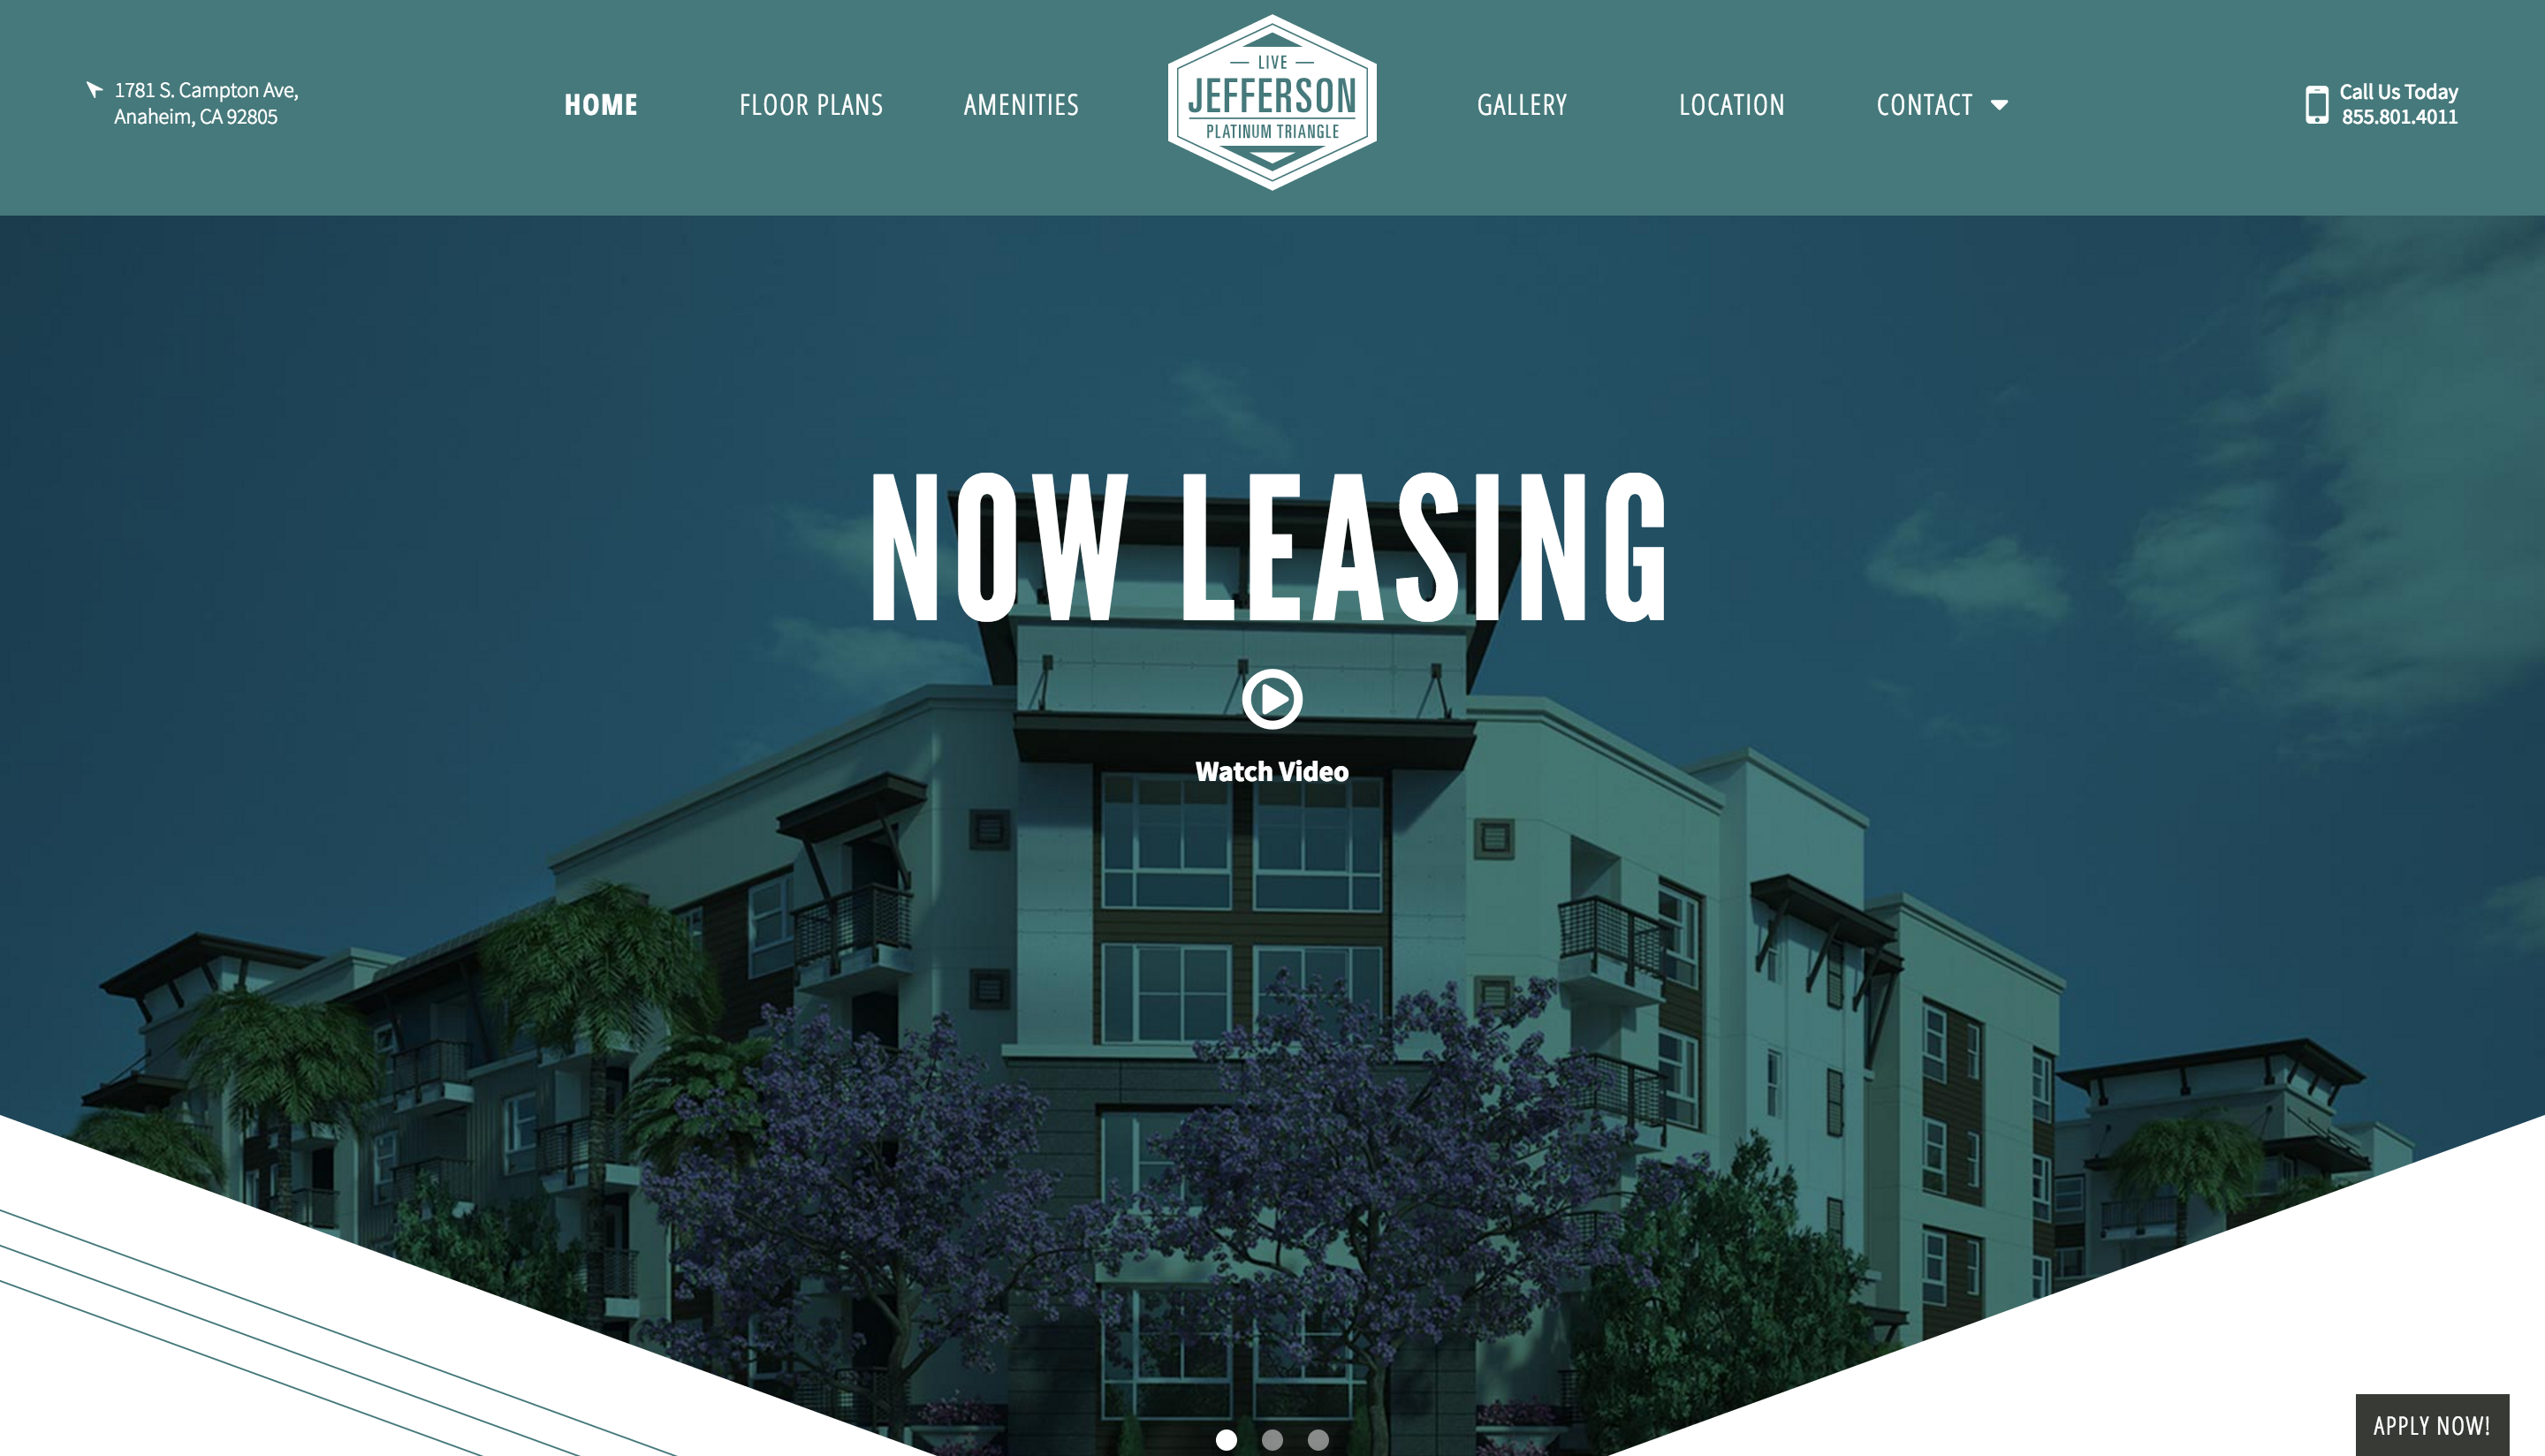 1781 S. Campton Ave,
Anaheim, CA 92805
HOME
FLOOR PLANS
AMENITIES
LIVE
JEFFERSON
PLATINUM TRIANGLE
GALLERY
LOCATION
CONTACT
Call Us Today
855.801.4011
NOW LEASING
Watch Video
APPLY NOW!